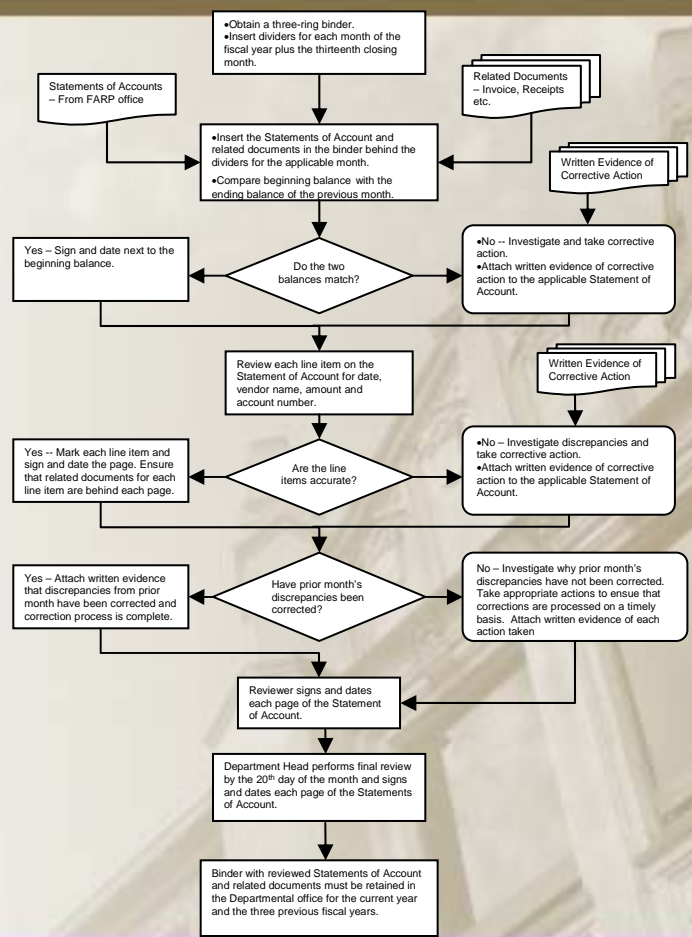 •Obtain a three-ring binder.
•Insert dividers for each month of the
fiscal year plus the thirteenth closing
month.
Statements of Accounts
– From FARP office
Related Documents
– Invoice, Receipts
etc.
•Insert the Statements of Account and
related documents in the binder behind the
dividers for the applicable month.
•Compare beginning balance with the
ending balance of the previous month.
Written Evidence of
Corrective Action
Yes – Sign and date next to the
beginning balance.
Do the two
balances match?
•No -- Investigate and take corrective
action.
•Attach written evidence of corrective
action to the applicable Statement of
Account.
Review each line item on the
Statement of Account for date,
vendor name, amount and
account number.
Written Evidence of
Corrective Action
Yes -- Mark each line item and
sign and date the page. Ensure
that related documents for each
line item are behind each page.
Are the line
items accurate?
•No – Investigate discrepancies and
take corrective action.
•Attach written evidence of corrective
action to the applicable Statement of
Account.
Yes – Attach written evidence
that discrepancies from prior
month have been corrected and
correction process is complete.
Have prior month's
discrepancies been
corrected?
No – Investigate why prior month's
discrepancies have not been corrected.
Take appropriate actions to ensure that
corrections are processed on a timely
basis. Attach written evidence of each
action taken
Reviewer signs and dates
each page of the Statement
of Account.
Department Head performs final review
by the 20th day of the month and signs
and dates each page of the Statements
of Account.
Binder with reviewed Statements of Account
and related documents must be retained in
the Departmental office for the current year
and the three previous fiscal years.